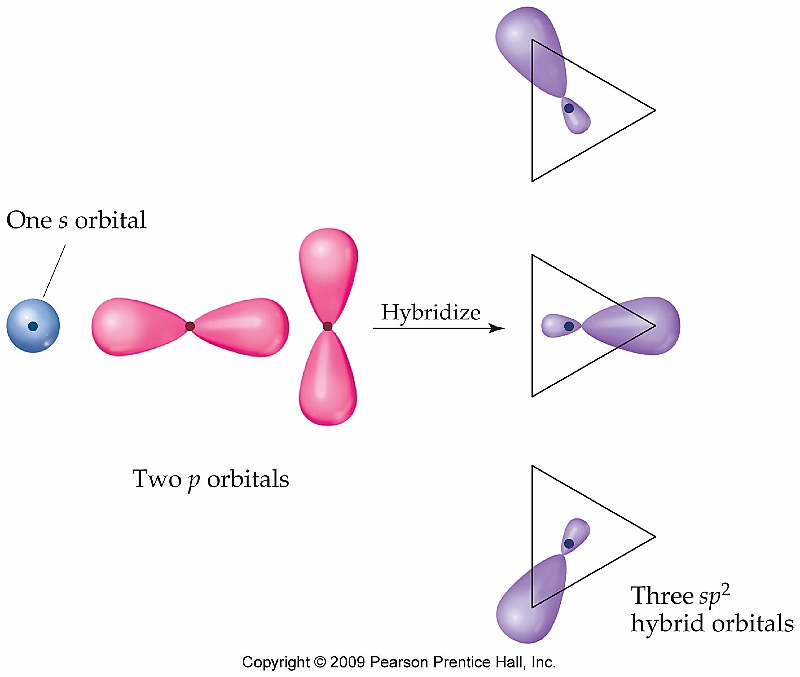 One s orbital
Hybridize
Two p orbitals
Three sp²
hybrid orbitals
Copyright © 2009 Pearson Prentice Hall, Inc.